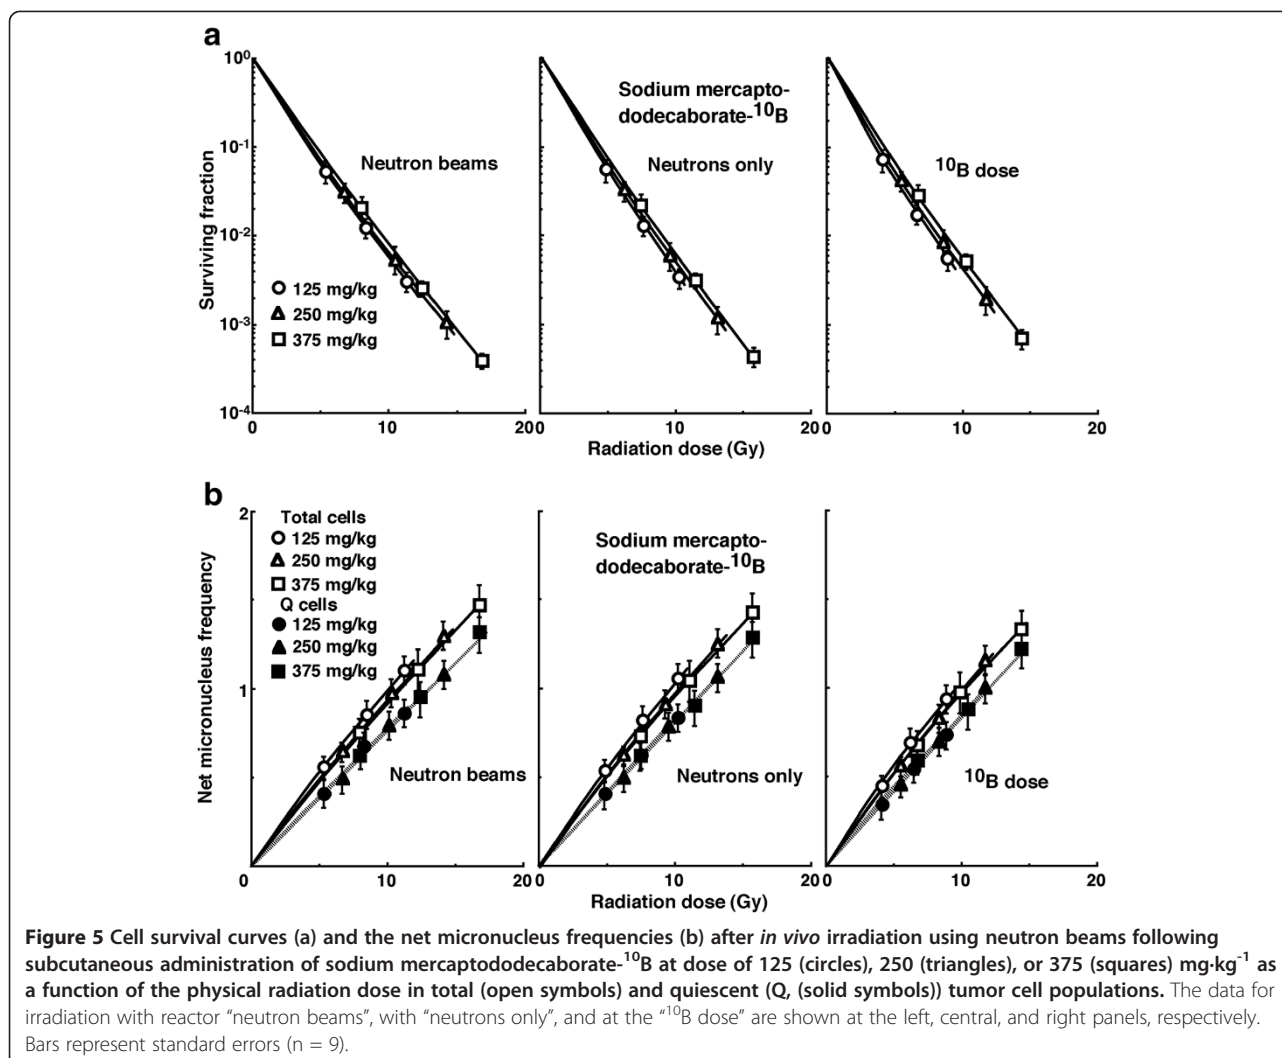 a
10⁰
10⁻¹
10⁻²
10⁻³
10⁻⁴
Surviving fraction
Neutron beams
125 mg/kg
250 mg/kg
375 mg/kg
Sodium mercapto-
dodecaborate-¹⁰B
Neutrons only
¹⁰B dose
0 10 20 0 10 20 0 10 20
Radiation dose (Gy)
b
2
1
0
Net micronucleus frequency
Total cells
125 mg/kg
250 mg/kg
375 mg/kg
Q cells
125 mg/kg
250 mg/kg
375 mg/kg
Neutron beams
Sodium mercapto-
dodecaborate-¹⁰B
Neutrons only
¹⁰B dose
10 20 0 10 20 0 10 20
Radiation dose (Gy)
Figure 5 Cell survival curves (a) and the net micronucleus frequencies (b) after in vivo irradiation using neutron beams following
subcutaneous administration of sodium mercaptododecaborate-¹⁰B at dose of 125 (circles), 250 (triangles), or 375 (squares) mg·kg⁻¹ as
a function of the physical radiation dose in total (open symbols) and quiescent (Q, (solid symbols)) tumor cell populations. The data for
irradiation with reactor “neutron beams”, with “neutrons only”, and at the “¹⁰B dose” are shown at the left, central, and right panels, respectively.
Bars represent standard errors (n = 9).